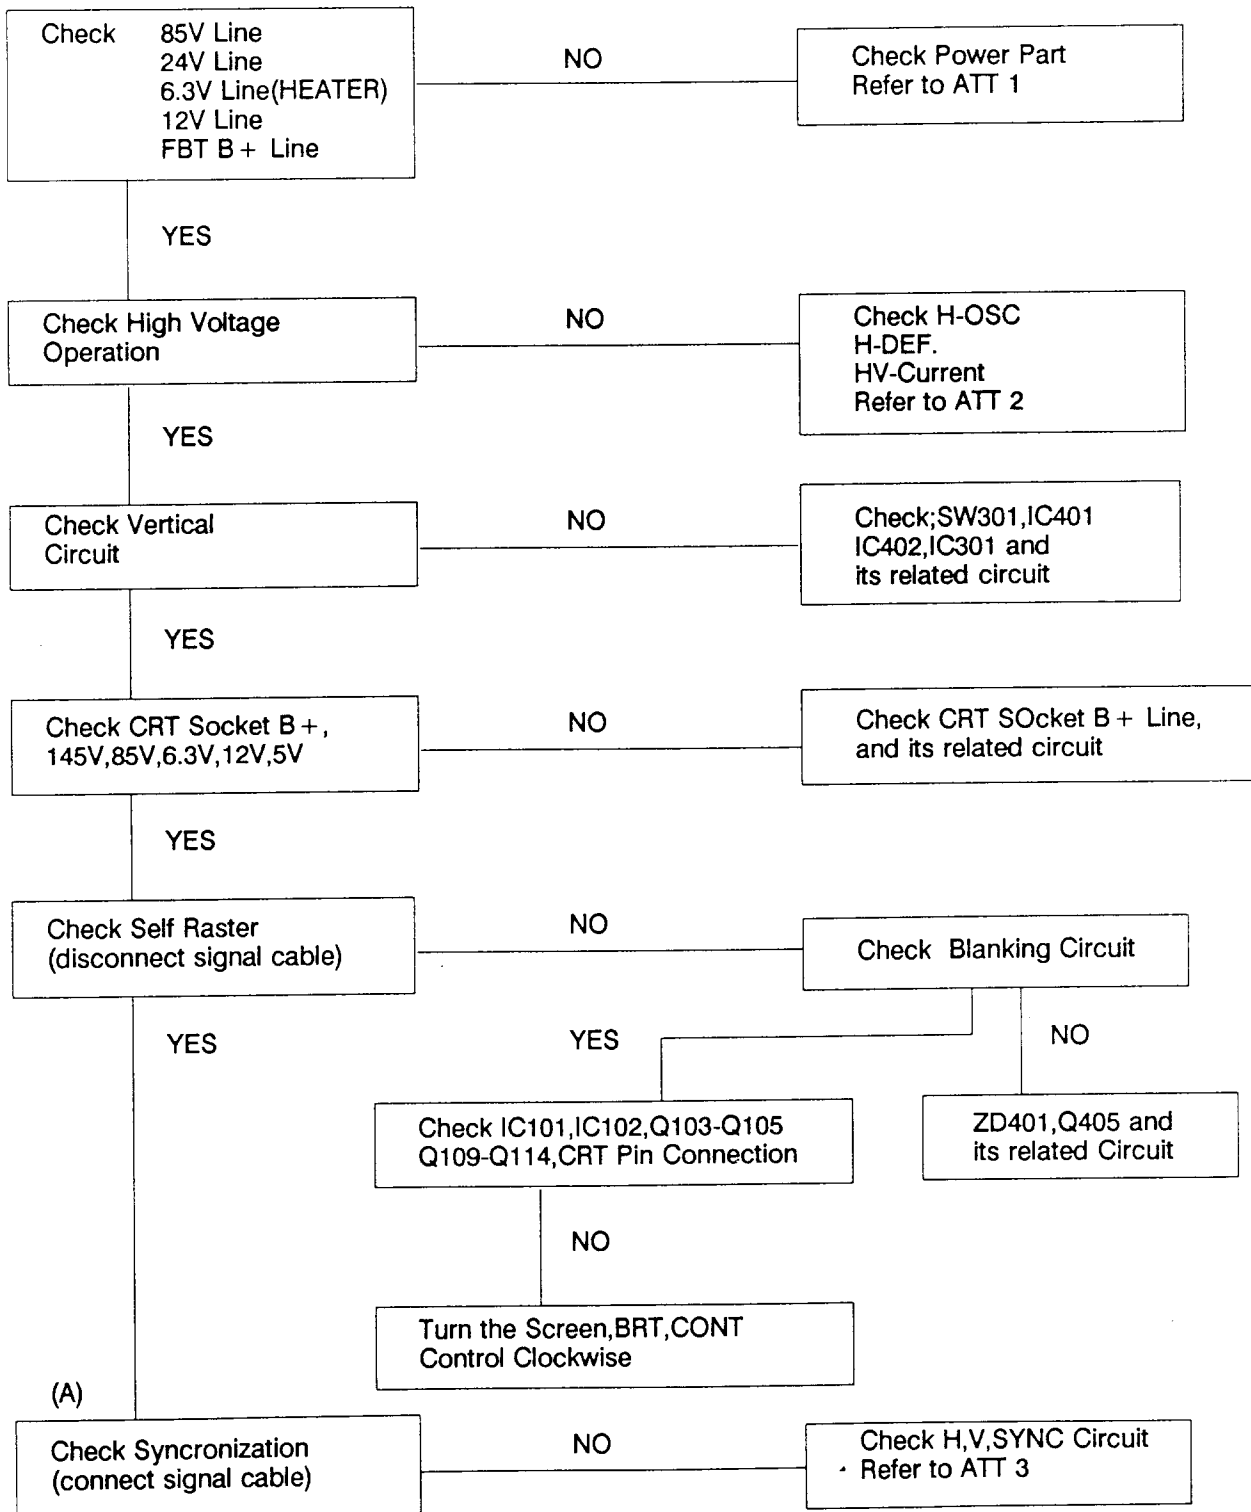 Check 85V Line
24V Line
6.3V Line(HEATER)
12V Line
FBT B+ Line
NO
Check Power Part
Refer to ATT 1
YES
Check High Voltage
Operation
NO
Check H-OSC
H-DEF.
HV-Current
Refer to ATT 2
YES
Check Vertical
Circuit
NO
Check;SW301,IC401
IC402,IC301 and
its related circuit
YES
Check CRT Socket B+,
145V,85V,6.3V,12V,5V
NO
Check CRT SOcket B+ Line,
and its related circuit
YES
Check Self Raster
(disconnect signal cable)
NO
Check Blanking Circuit
YES
YES
NO
Check IC101,IC102,Q103-Q105
Q109-Q114,CRT Pin Connection
ZD401,Q405 and
its related Circuit
NO
Turn the Screen,BRT,CONT
Control Clockwise
(A)
Check Syncronization
(connect signal cable)
NO
Check H,V,SYNC Circuit
Refer to ATT 3